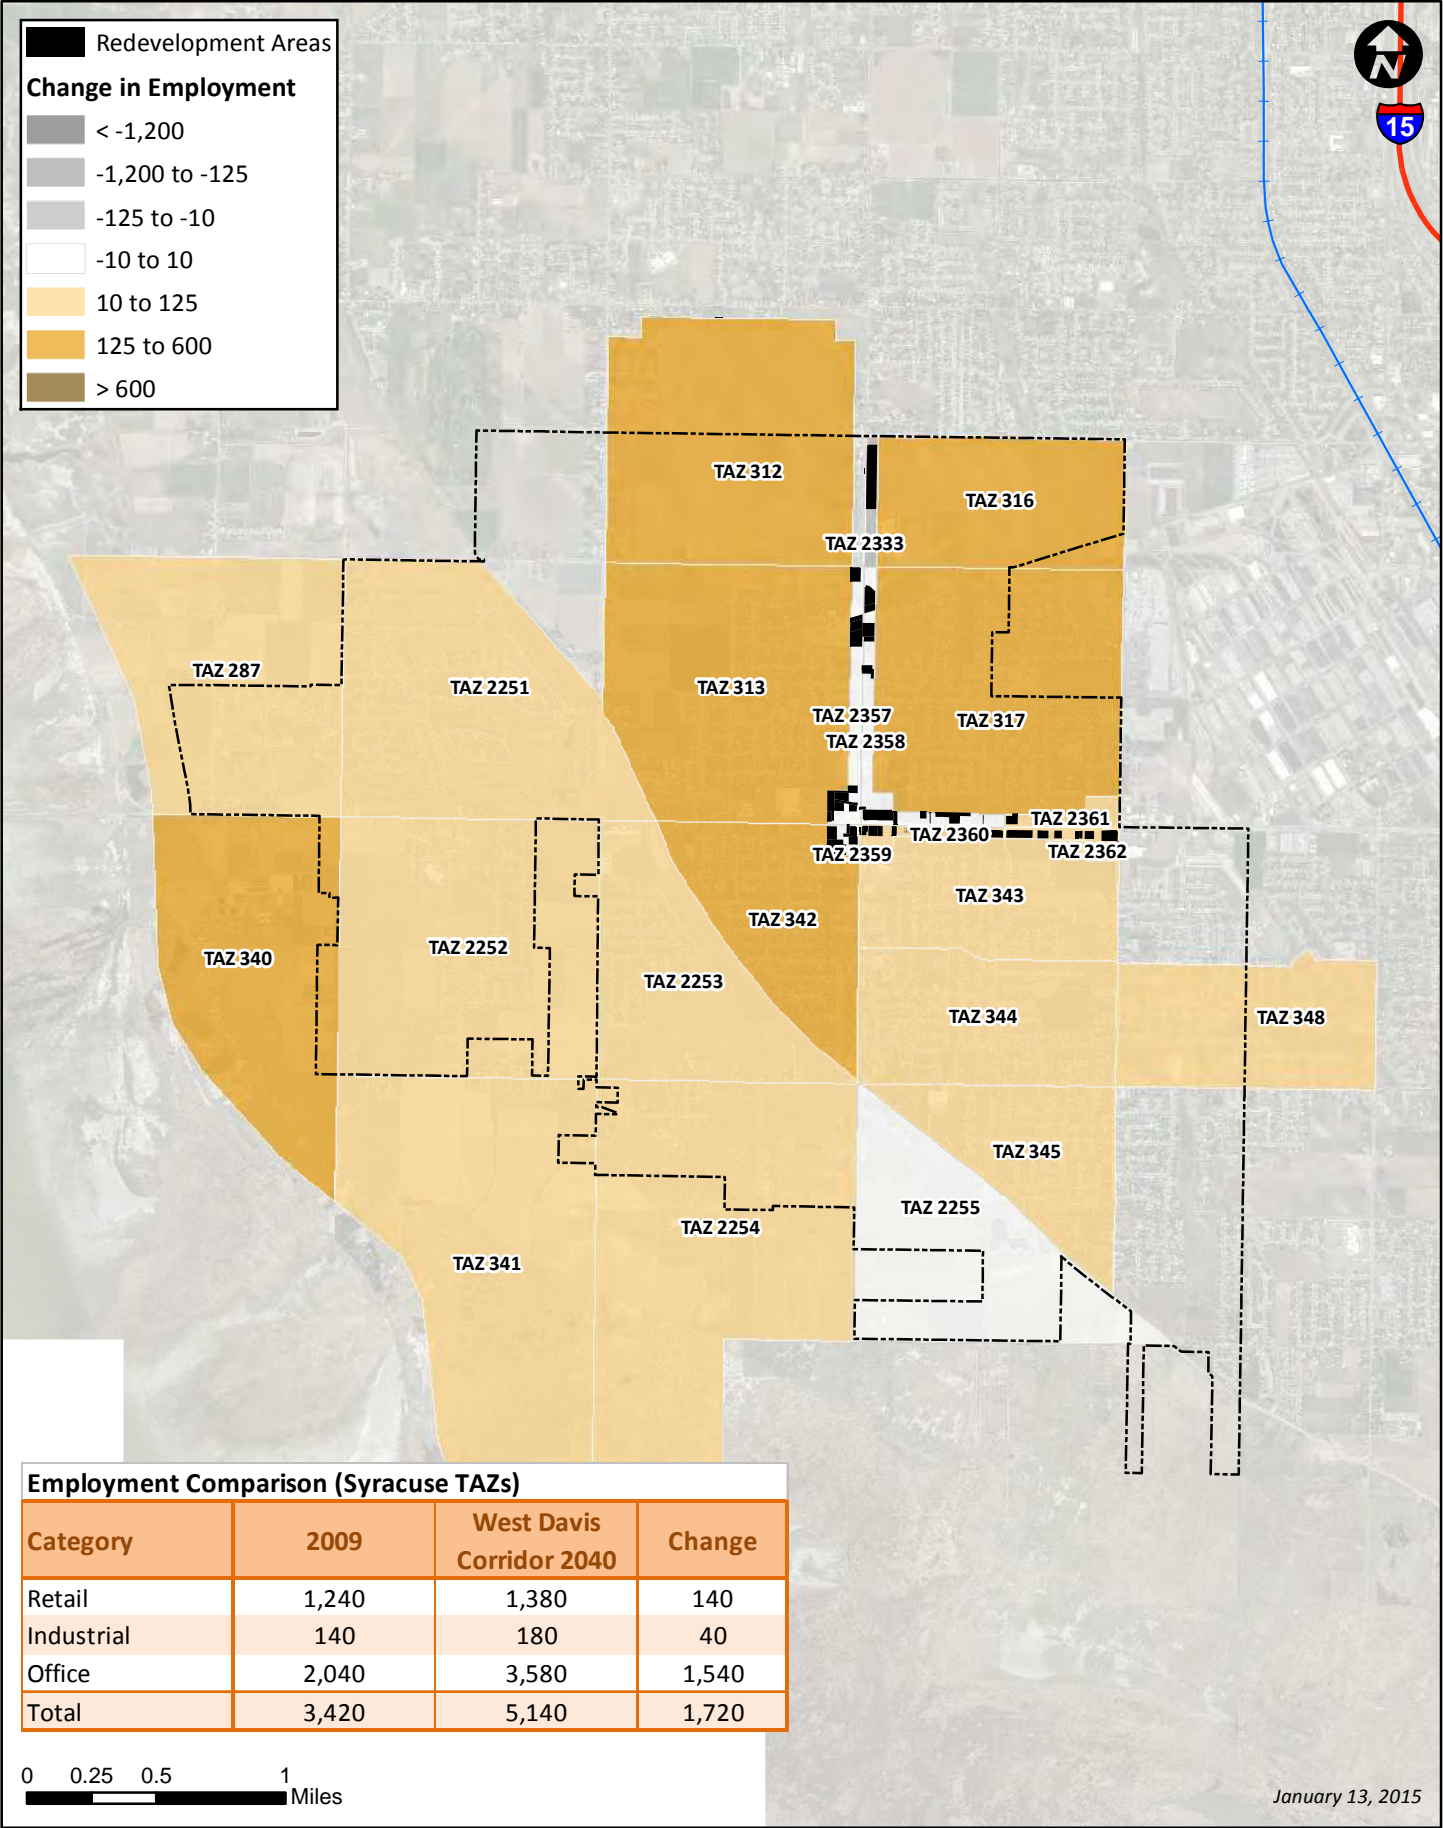 Redevelopment Areas
Change in Employment
< -1,200
-1,200 to -125
-125 to -10
-10 to 10
10 to 125
125 to 600
> 600
N
15
TAZ 312
TAZ 316
TAZ 2333
TAZ 287
TAZ 2251
TAZ 313
TAZ 2357
TAZ 317
TAZ 2358
TAZ 2361
TAZ 2360
TAZ 2359
TAZ 2362
TAZ 343
TAZ 342
TAZ 340
TAZ 2252
TAZ 2253
TAZ 344
TAZ 348
TAZ 345
TAZ 2255
TAZ 2254
TAZ 341
Employment Comparison (Syracuse TAZs)
Category 2009 West Davis Corridor 2040 Change
Retail 1,240 1,380 140
Industrial 140 180 40
Office 2,040 3,580 1,540
Total 3,420 5,140 1,720
0 0.25 0.5 1
Miles
January 13, 2015